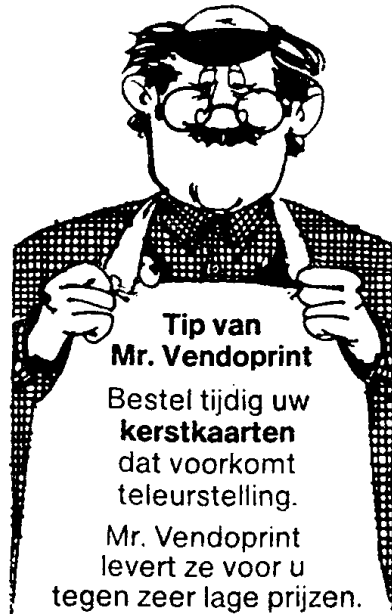 Tip van
Mr. Vendoprint
Bestel tijdig uw
kerstkaarten
dat voorkomt
teleurstelling.
Mr. Vendoprint
levert ze voor u
tegen zeer lage prijzen.